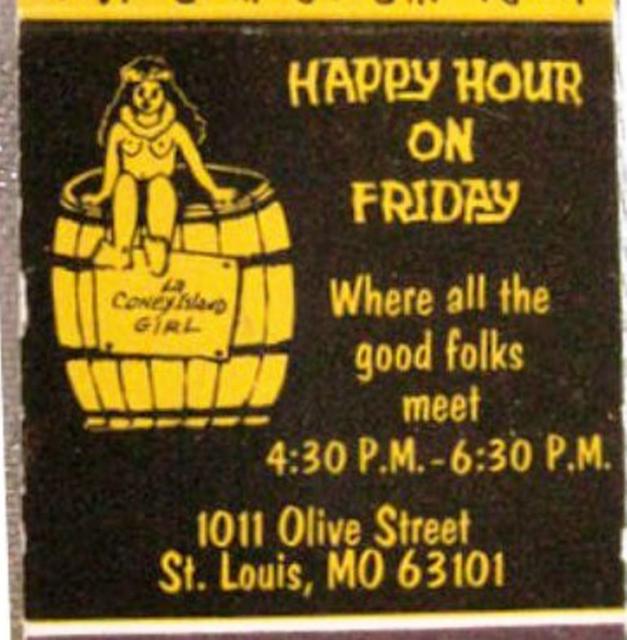 HAPPY HOUR
ON
FRIDAY
La
CONEY ISLAND
GIRL
Where all the
good folks
meet
4:30 P.M.-6:30 P.M.
1011 Olive Street
St. Louis, MO 63101